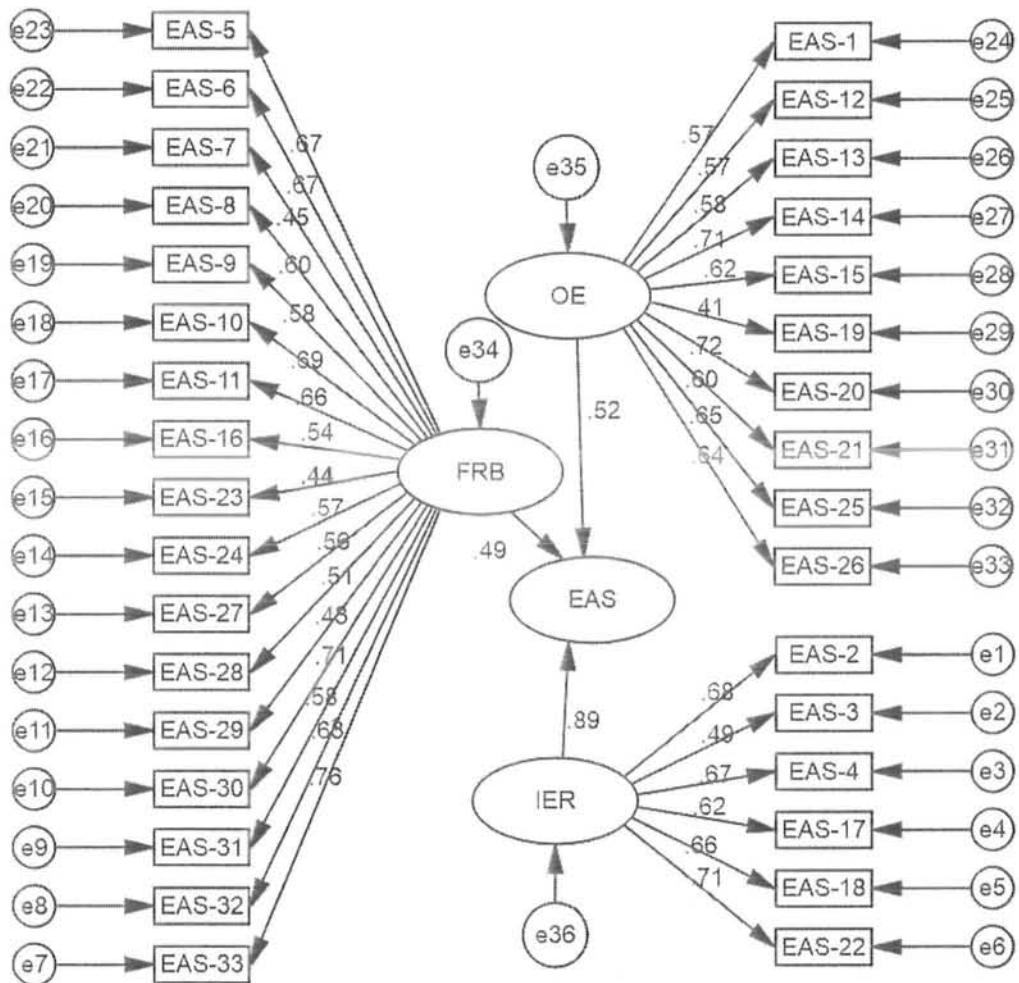 e23 EAS-5
e22 EAS-6
e21 EAS-7
e20 EAS-8
e19 EAS-9
e18 EAS-10
e17 EAS-11
e16 EAS-16
e15 EAS-23
e14 EAS-24
e13 EAS-27
e12 EAS-28
e11 EAS-29
e10 EAS-30
e9 EAS-31
e8 EAS-32
e7 EAS-33
.67
.67
.45
.60
.58
.69
.66
.54
.44
.57
.56
.51
.43
.71
.58
.63
.76
e34
FRB
.49
e35
OE
.52
EAS
.89
IER
e36
.57
.57
.58
.71
.62
.41
.72
.60
.65
.64
EAS-1 e24
EAS-12 e25
EAS-13 e26
EAS-14 e27
EAS-15 e28
EAS-19 e29
EAS-20 e30
EAS-21 e31
EAS-25 e32
EAS-26 e33
.68
.49
.67
.62
.66
.71
EAS-2 e1
EAS-3 e2
EAS-4 e3
EAS-17 e4
EAS-18 e5
EAS-22 e6